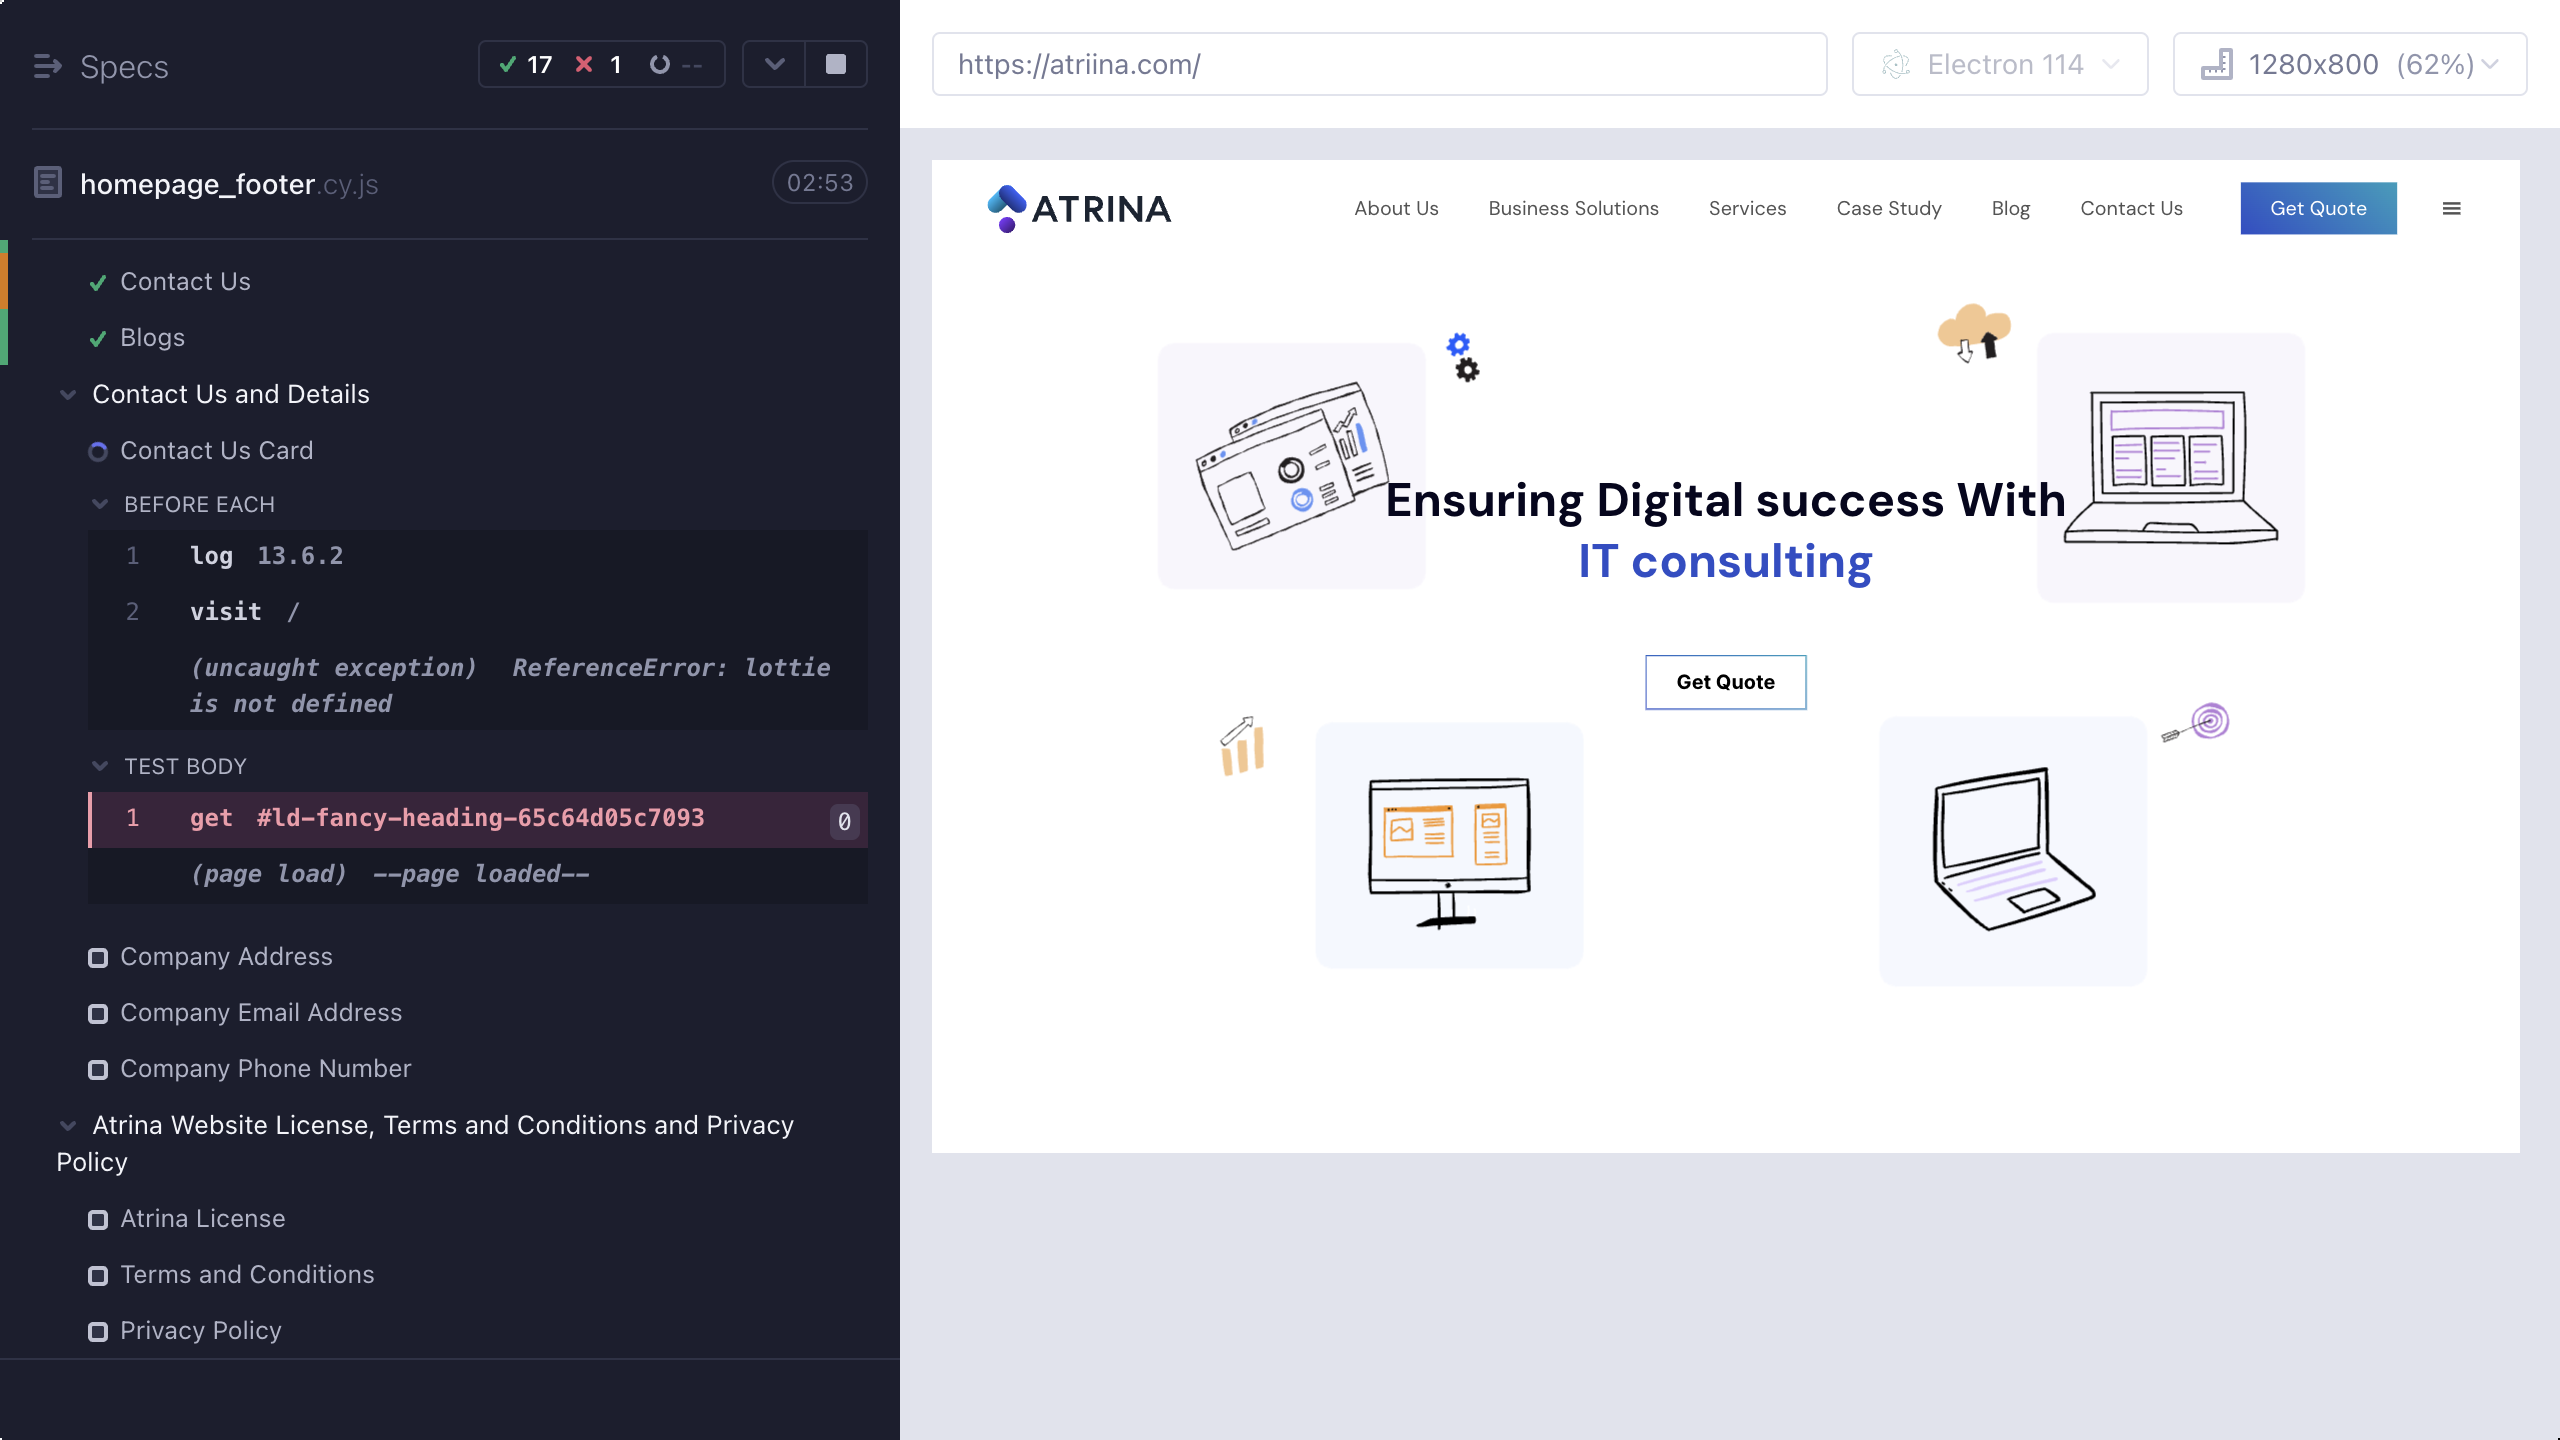 Specs
17 1 --
homepage_footer.cy.js
02:53
Contact Us
Blogs
Contact Us and Details
Contact Us Card
BEFORE EACH
1 log 13.6.2
2 visit /
(uncaught exception) ReferenceError: lottie
is not defined
TEST BODY
1 get #ld-fancy-heading-65c64d05c7093 0
(page load) --page loaded--
Company Address
Company Email Address
Company Phone Number
Atrina Website License, Terms and Conditions and Privacy
Policy
Atrina License
Terms and Conditions
Privacy Policy
https://atriina.com/
Electron 114
1280x800 (62%)
ATRINA
About Us
Business Solutions
Services
Case Study
Blog
Contact Us
Get Quote
Ensuring Digital success With
IT consulting
Get Quote